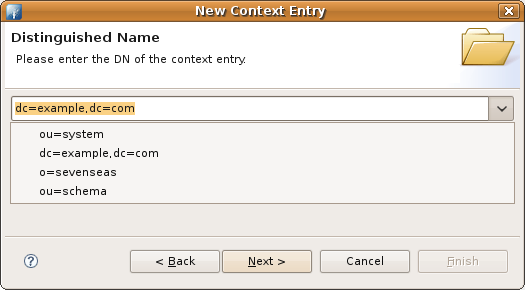 New Context Entry
Distinguished Name
Please enter the DN of the context entry.
dc=example,dc=com
ou=system
dc=example,dc=com
o=sevenseas
ou=schema
?
< Back
Next >
Cancel
Finish